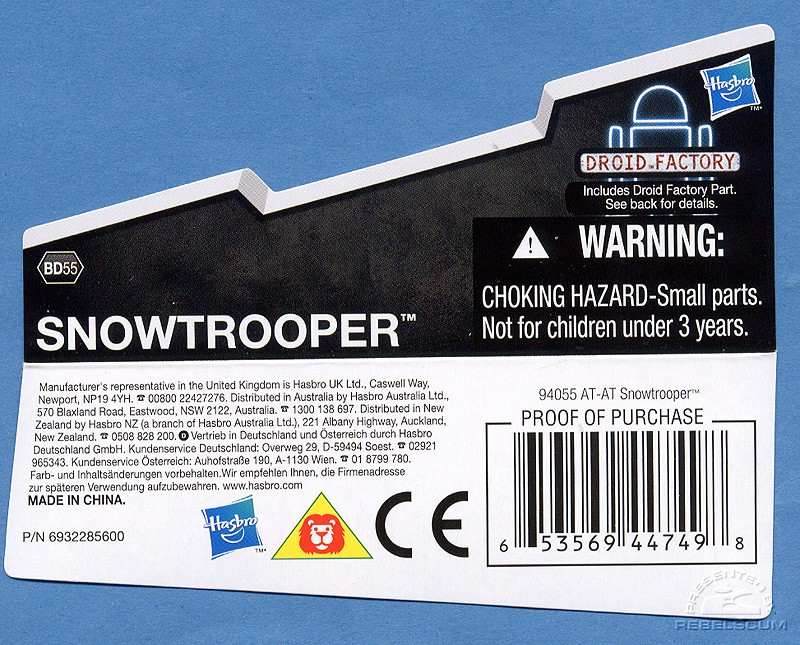 Hasbro
TM
DROID FACTORY
Includes Droid Factory Part.
See back for details.
BD55
SNOWTROOPER™
! WARNING:
CHOKING HAZARD-Small parts.
Not for children under 3 years.
Manufacturer's representative in the United Kingdom is Hasbro UK Ltd., Caswell Way,
Newport, NP19 4YH. ☎ 00800 22427276. Distributed in Australia by Hasbro Australia Ltd.,
570 Blaxland Road, Eastwood, NSW 2122, Australia. ☎ 1300 138 697. Distributed in New
Zealand by Hasbro NZ (a branch of Hasbro Australia Ltd.), 221 Albany Highway, Auckland,
New Zealand. ☎ 0508 828 200. D Vertrieb in Deutschland und Österreich durch Hasbro
Deutschland GmbH. Kundenservice Deutschland: Overweg 29, D-59494 Soest. ☎ 02921
965343. Kundenservice Österreich: Auhofstraße 190, A-1130 Wien. ☎ 01 8799 780.
Farb- und Inhaltsänderungen vorbehalten.Wir empfehlen Ihnen, die Firmenadresse
zur späteren Verwendung aufzubewahren. www.hasbro.com
MADE IN CHINA.
P/N 6932285600
Hasbro
TM
CE
94055 AT-AT Snowtrooper™
PROOF OF PURCHASE
6 53569 44749 8
PRESENTED BY
REBELSCUM